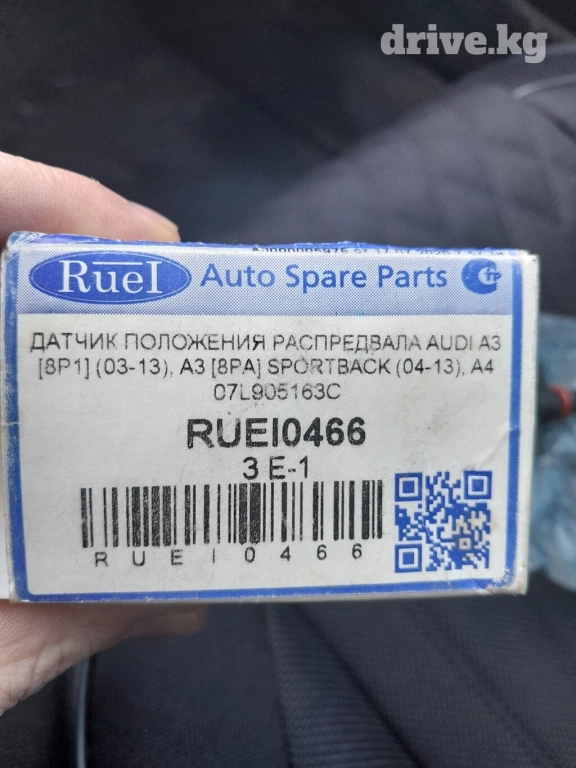 drive.kg
RueI Auto Spare Parts
ДАТЧИК ПОЛОЖЕНИЯ РАСПРЕДВАЛА AUDI A3
[8P1] (03-13), A3 [8PA] SPORTBACK (04-13), A4
07L905163C
RUEI0466
3 E-1
RUEI0466